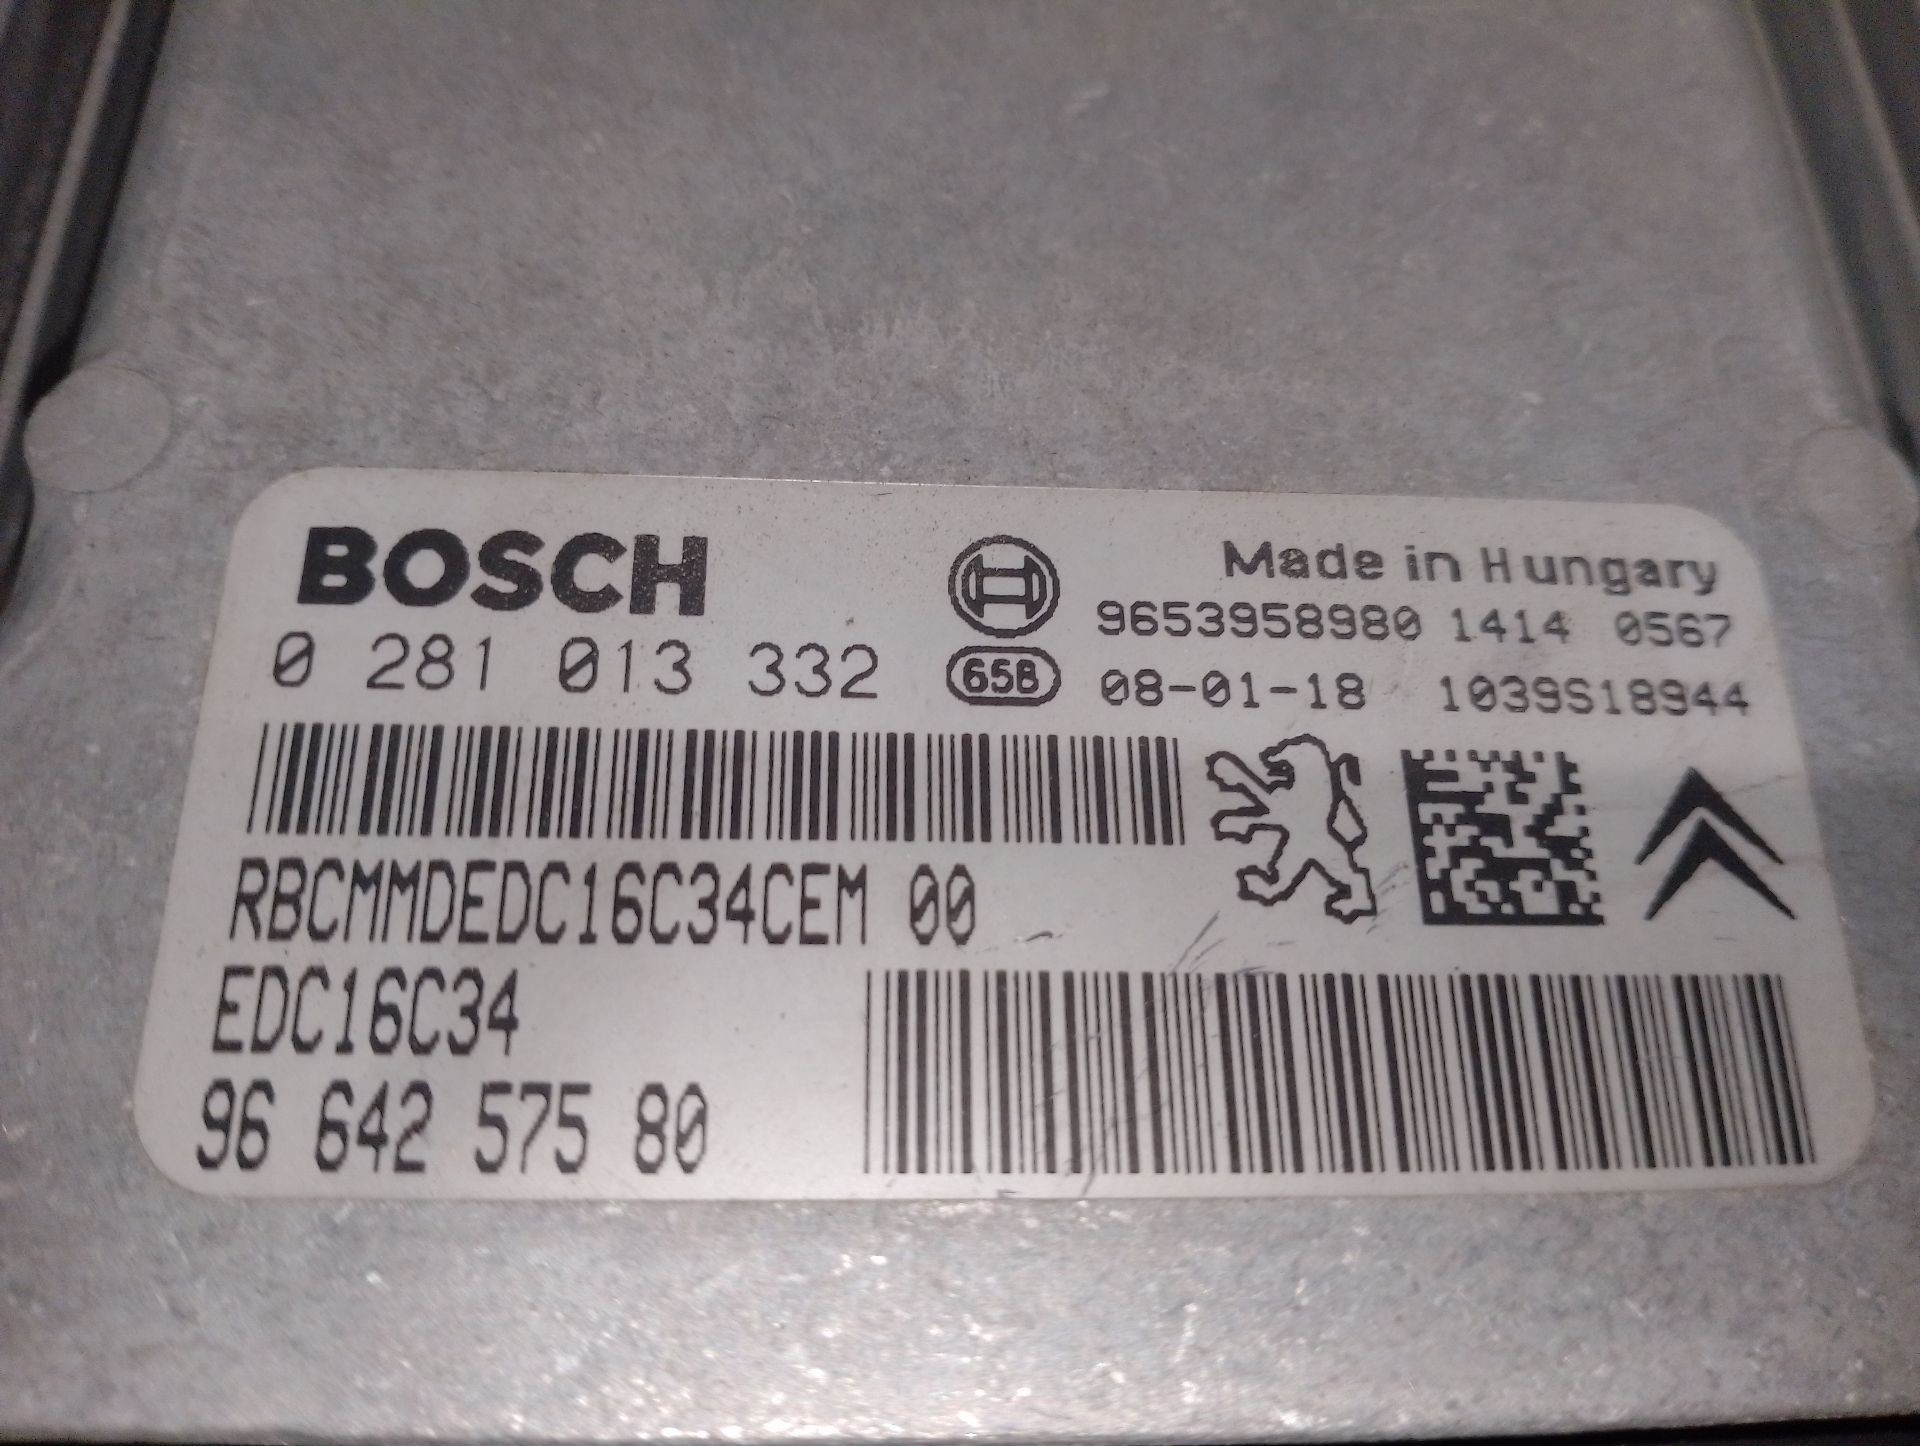 BOSCH
Made in Hungary
9653958980 1414 0567
0 281 013 332
658
08-01-18 1039S18944
RBCMMDEDC16C34CEM 00
EDC16C34
96 642 575 80